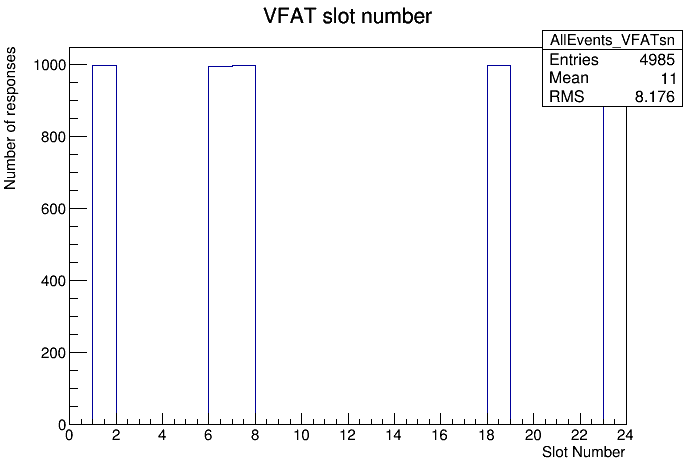 VFAT slot number
AllEvents_VFATsn
Entries 4985
Mean 11
RMS 8.176
Number of responses
1000
800
600
400
200
0
0 2 4 6 8 10 12 14 16 18 20 22 24
Slot Number